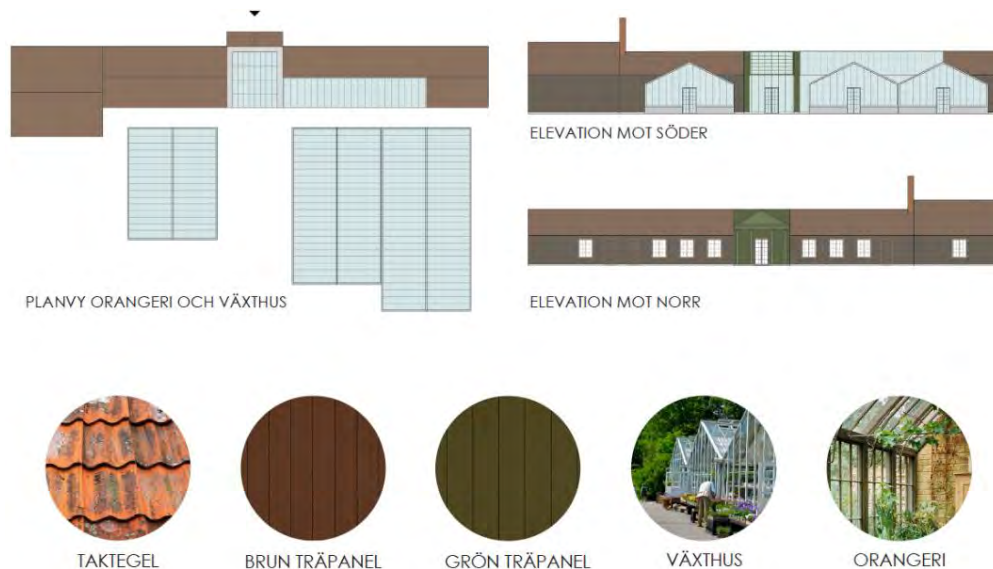 ELEVATION MOT SÖDER
PLANVY ORANGERI OCH VÄXTHUS
ELEVATION MOT NORR
TAKTEGEL
BRUN TRÄPANEL
GRÖN TRÄPANEL
VÄXTHUS
ORANGERI